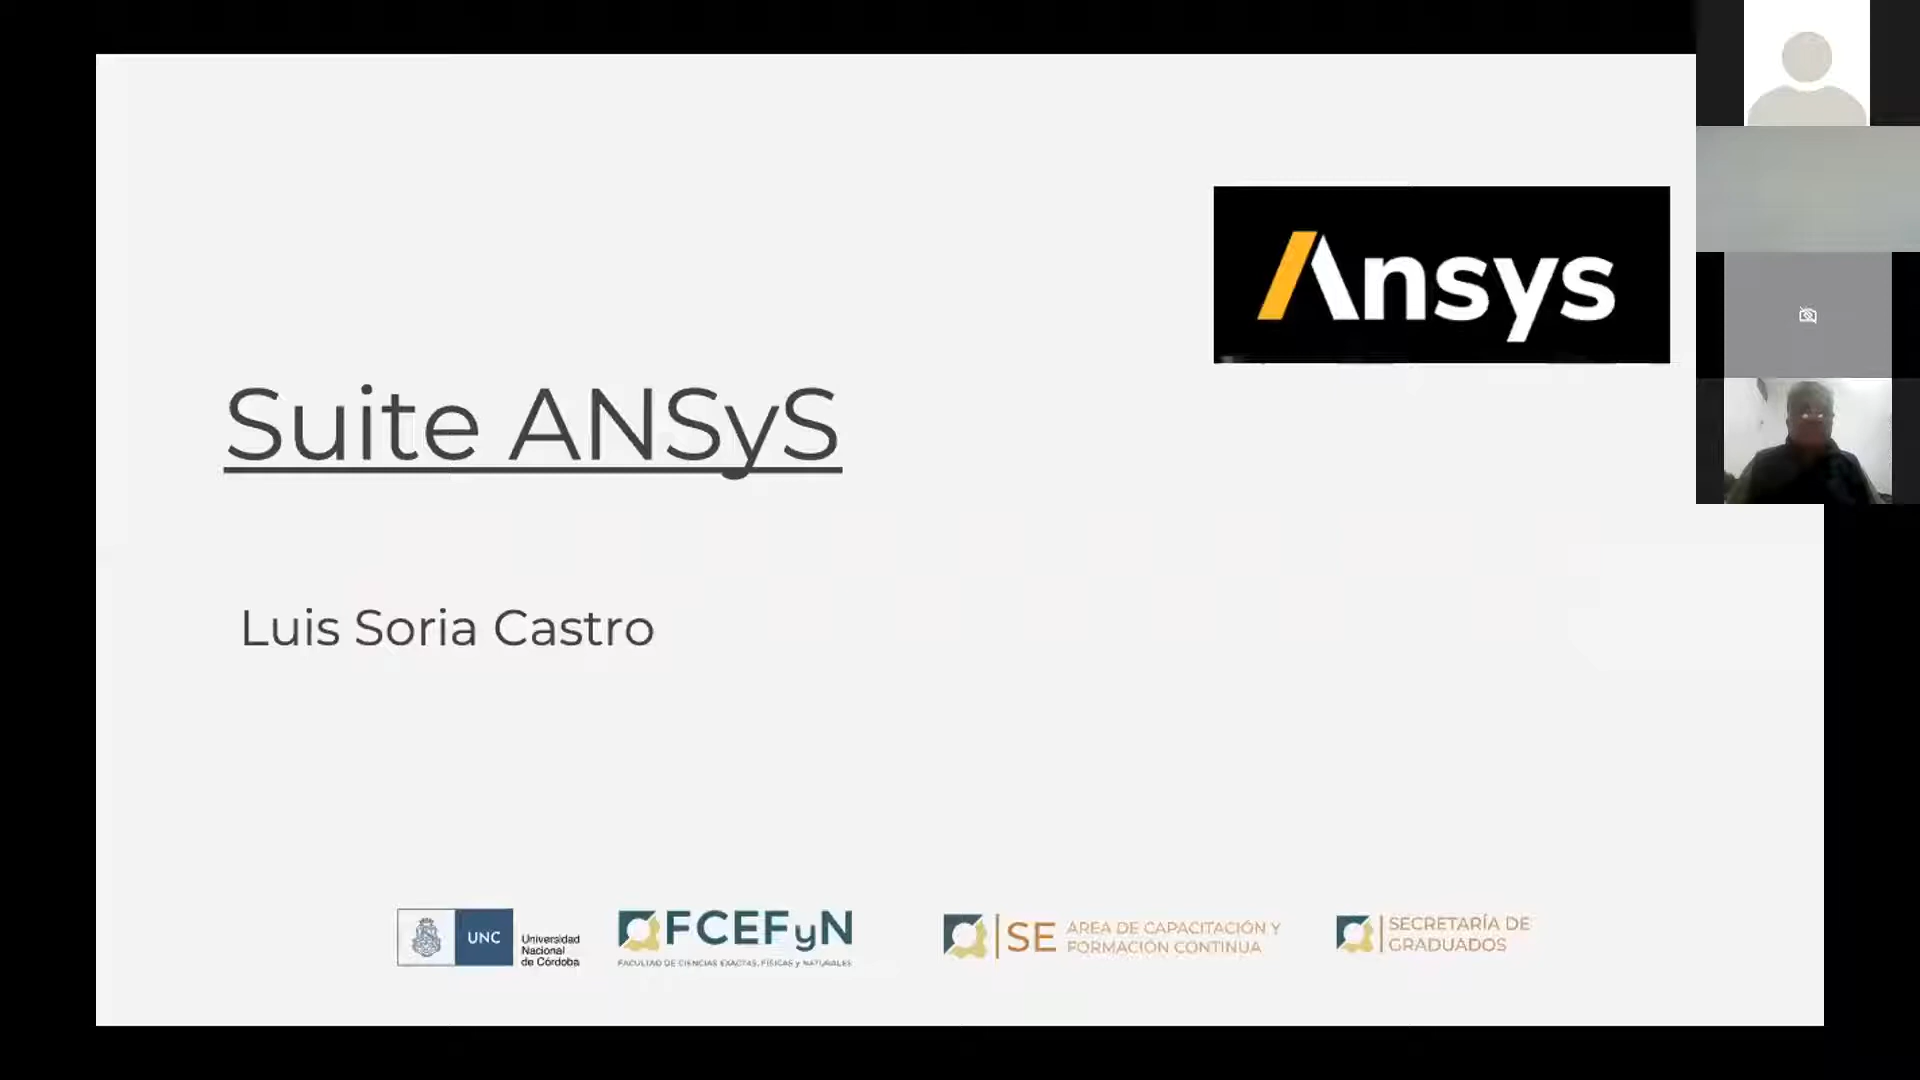 Ansys
Suite ANSyS
Luis Soria Castro
UNC
Universidad
Nacional
de Córdoba
FCEFyN
FACULTAD DE CIENCIAS EXACTAS, FÍSICAS y NATURALES
SE
AREA DE CAPACITACIÓN Y
FORMACIÓN CONTINUA
SECRETARÍA DE
GRADUADOS